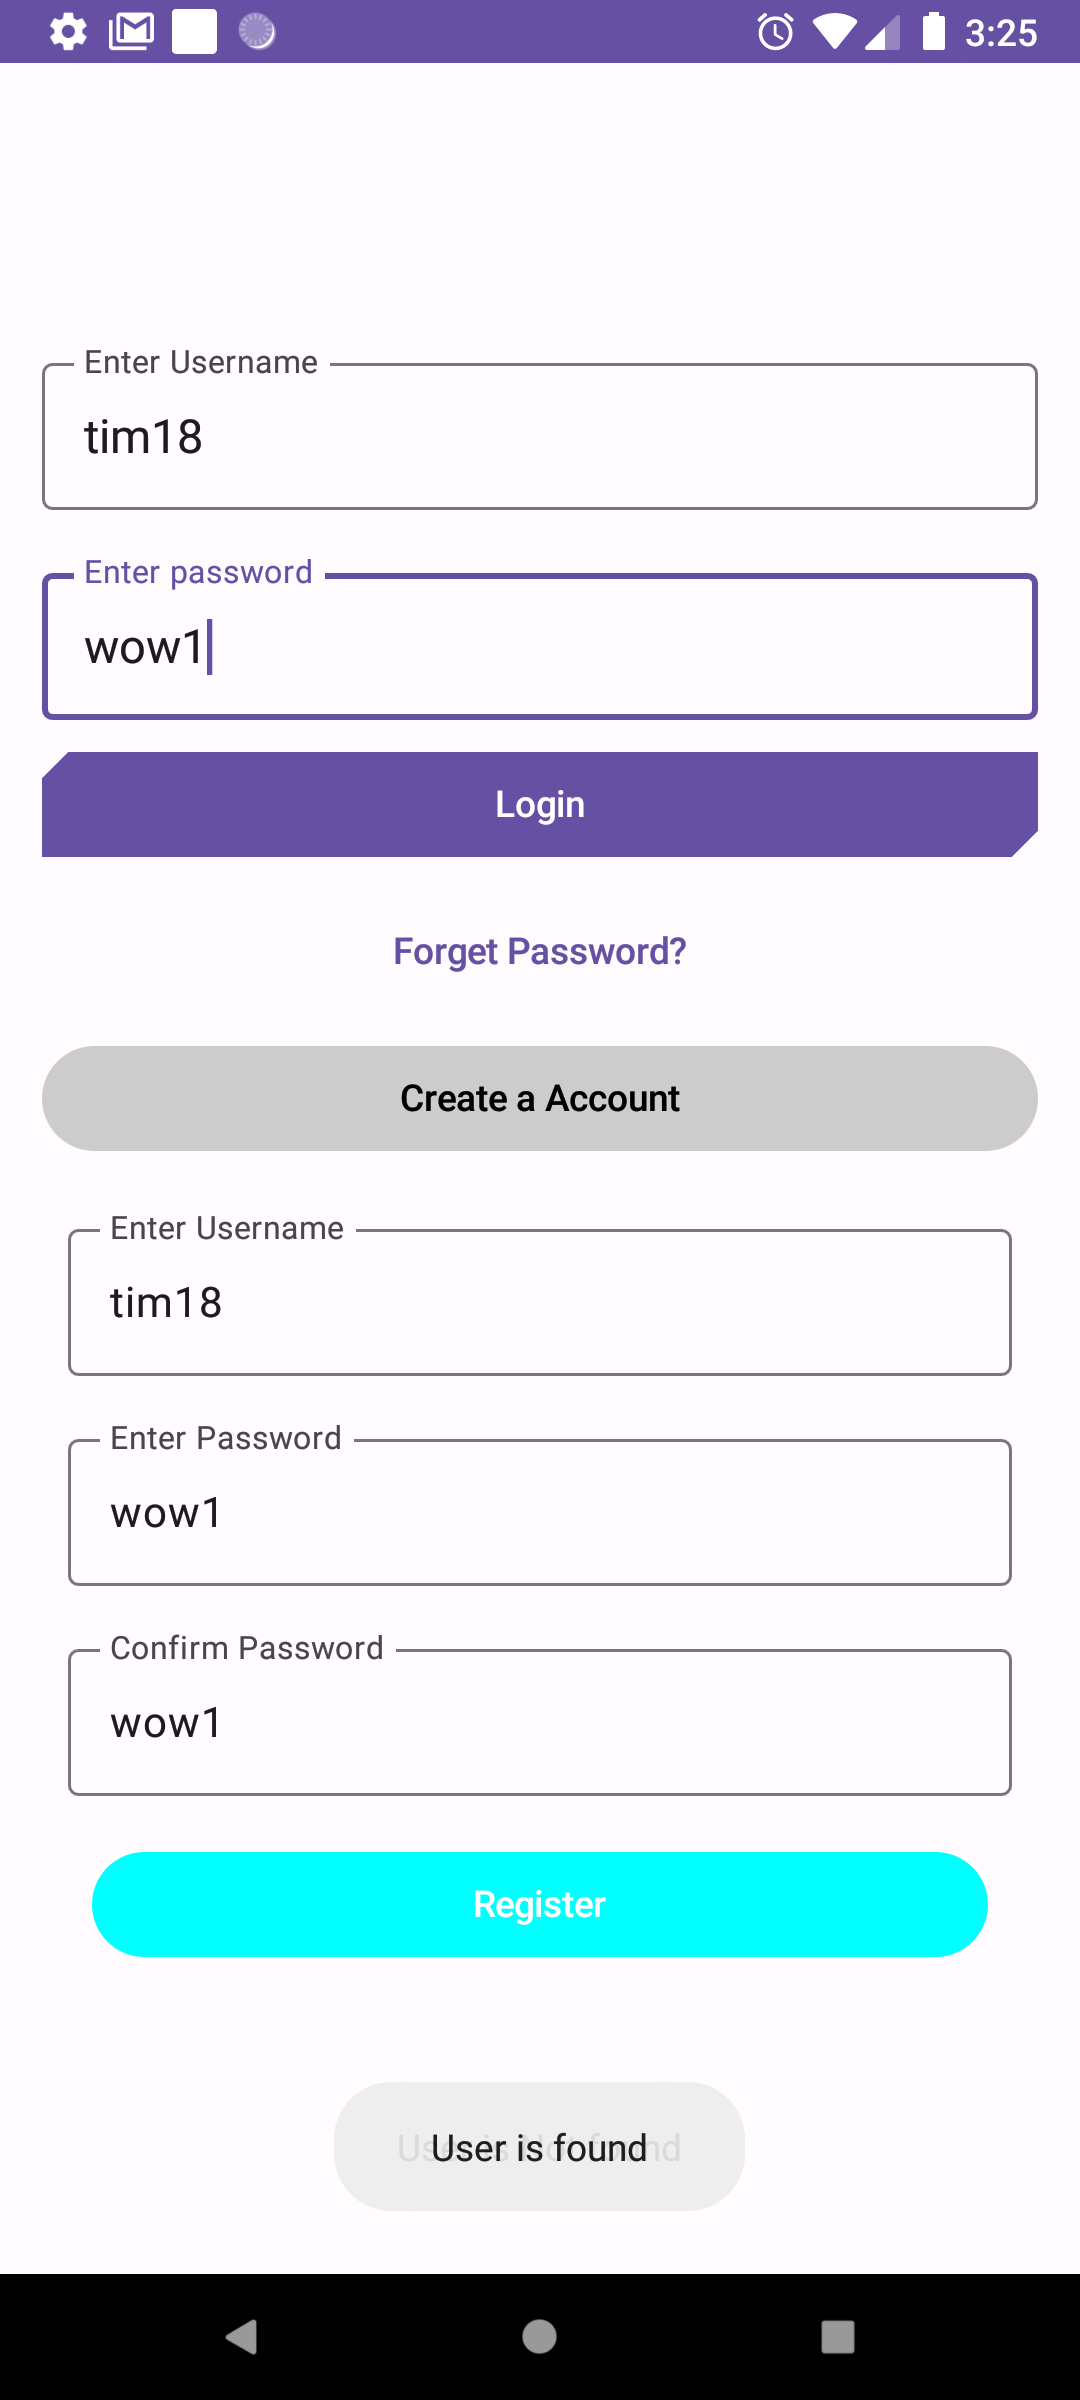 3:25
Enter Username
tim18
Enter password
wow1
Login
Forget Password?
Create a Account
Enter Username
tim18
Enter Password
wow1
Confirm Password
wow1
Register
User is found